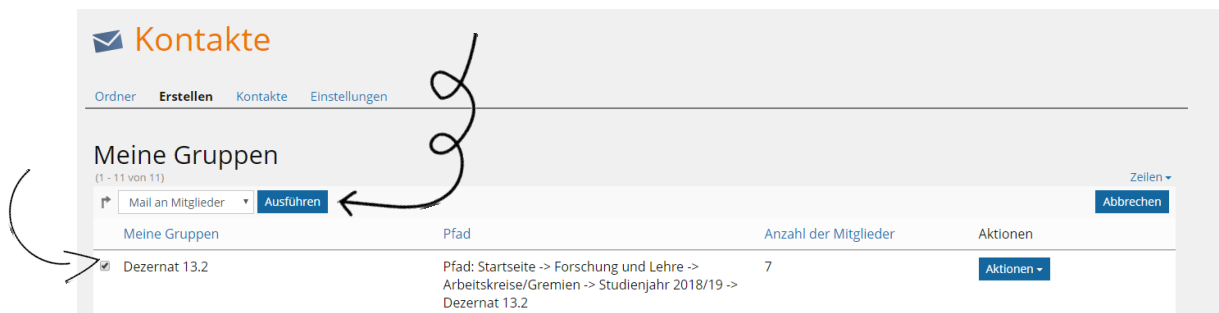 Kontakte
Ordner Erstellen Kontakte Einstellungen
Meine Gruppen
(1 - 11 von 11)
Zeilen
Mail an Mitglieder Ausführen Abbrechen
Meine Gruppen Pfad Anzahl der Mitglieder Aktionen
Dezernat 13.2 Pfad: Startseite -> Forschung und Lehre -> 7 Aktionen
Arbeitskreise/Gremien -> Studienjahr 2018/19 ->
Dezernat 13.2